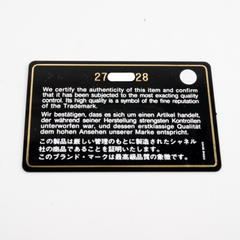 27 28
We certify the authenticity of this item and confirm
that it has been subjected to the most exacting quality
control. Its high quality is a symbol of the fine reputation
of the Trademark.
Wir bestätigen, dass es sich um einen Artikel handelt,
der während seiner Herstellung strengsten Kontrollen
unterworfen war, und dessen erstklassige Qualität
dem hohen Ansehen unserer Marke entspricht.
この製品は厳しい管理のもとに製造されたシャネル
社の商品であることを証明いたします。
このブランド・マークは最高級品質の象徴です。